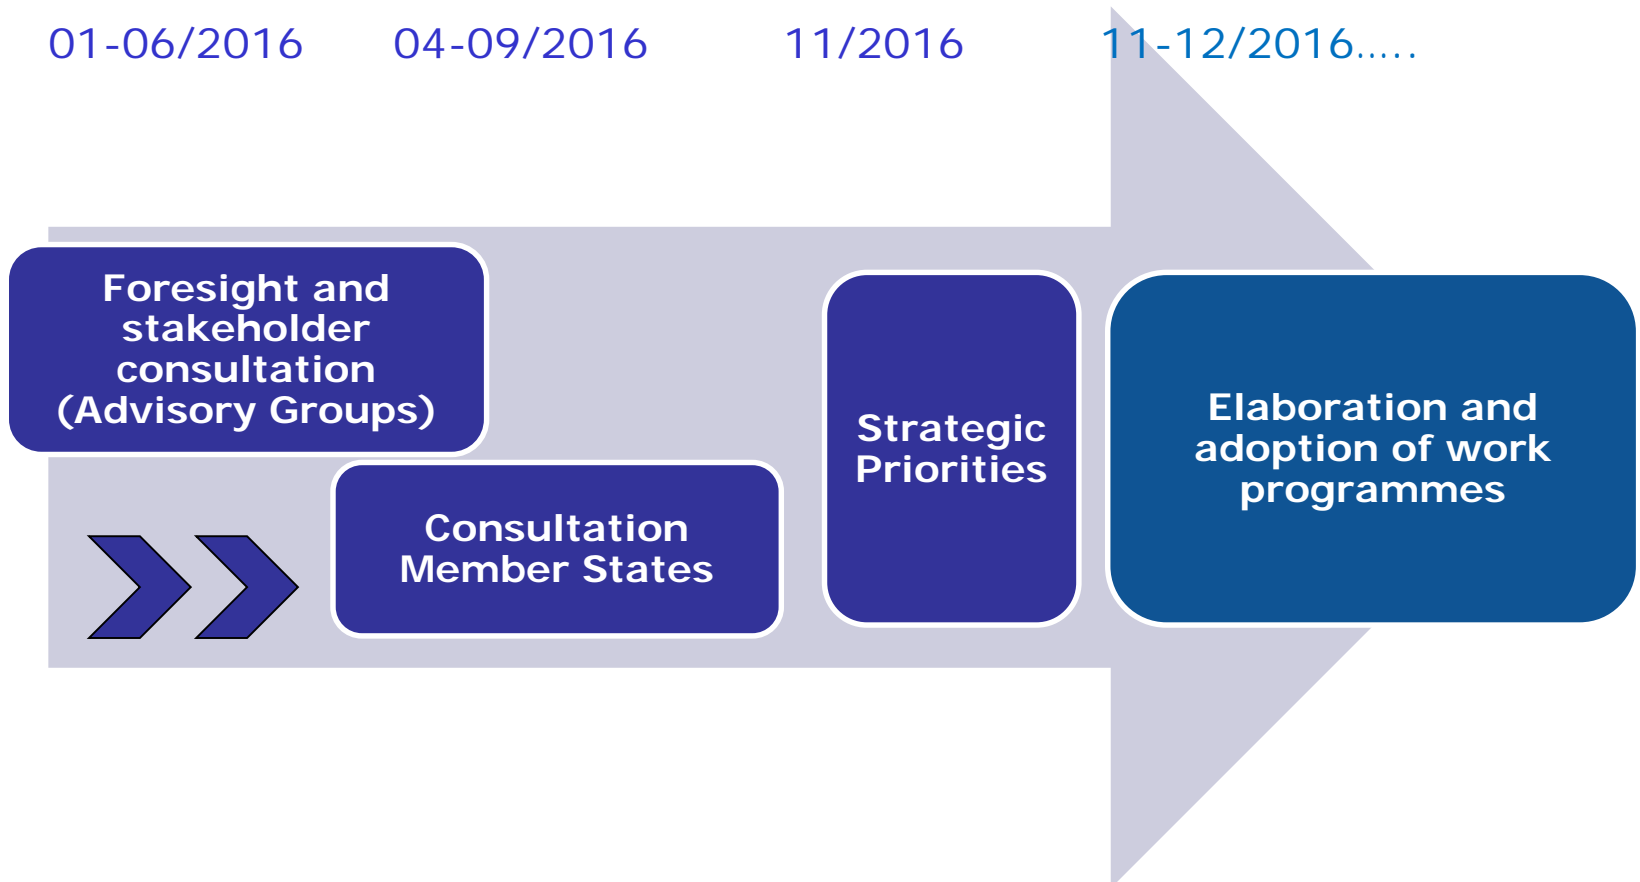 01-06/2016 04-09/2016 11/2016 11-12/2016.....
Foresight and
stakeholder
consultation
(Advisory Groups)
Consultation
Member States
Strategic
Priorities
Elaboration and
adoption of work
programmes